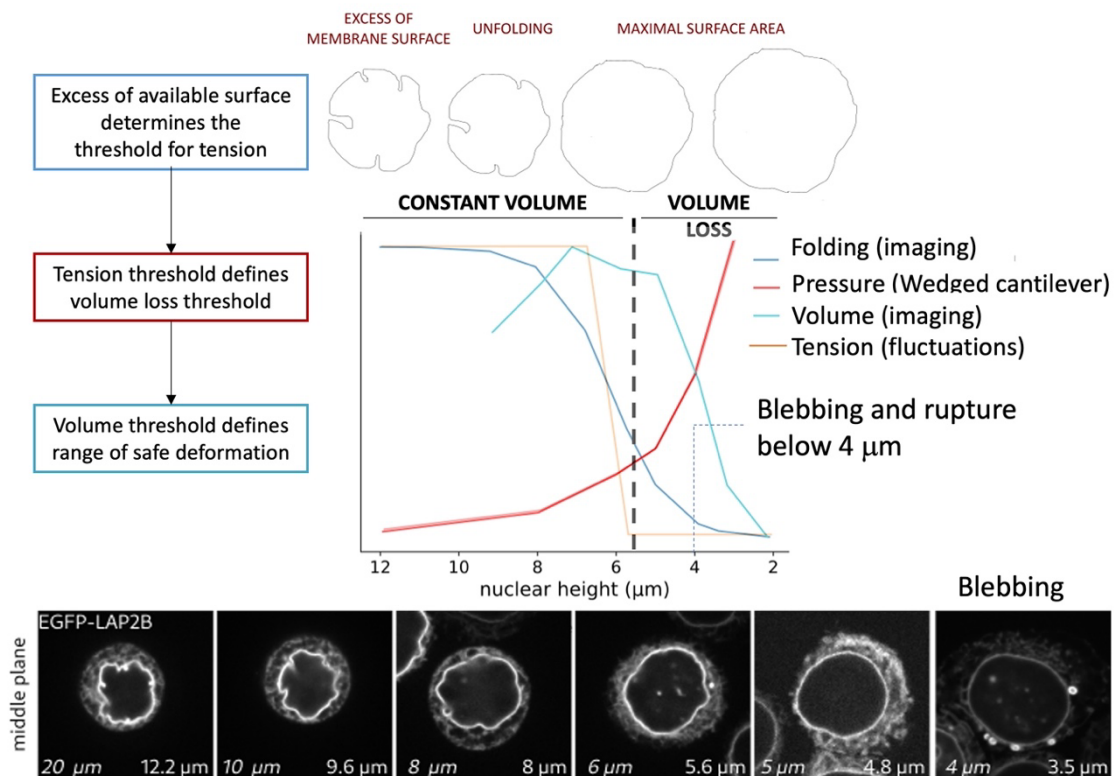 EXCESS OF
MEMBRANE SURFACE
UNFOLDING
MAXIMAL SURFACE AREA
Excess of available surface
determines the
threshold for tension
Tension threshold defines
volume loss threshold
Volume threshold defines
range of safe deformation
CONSTANT VOLUME
VOLUME
LOSS
Folding (imaging)
Pressure (Wedged cantilever)
Volume (imaging)
Tension (fluctuations)
Blebbing and rupture
below 4 μm
12 10 8 6 4 2
nuclear height (μm)
Blebbing
EGFP-LAP2B
middle plane
20 μm 12.2 μm
10 μm 9.6 μm
8 μm 8 μm
6 μm 5.6 μm
5 μm 4.8 μm
4 μm 3.5 μm